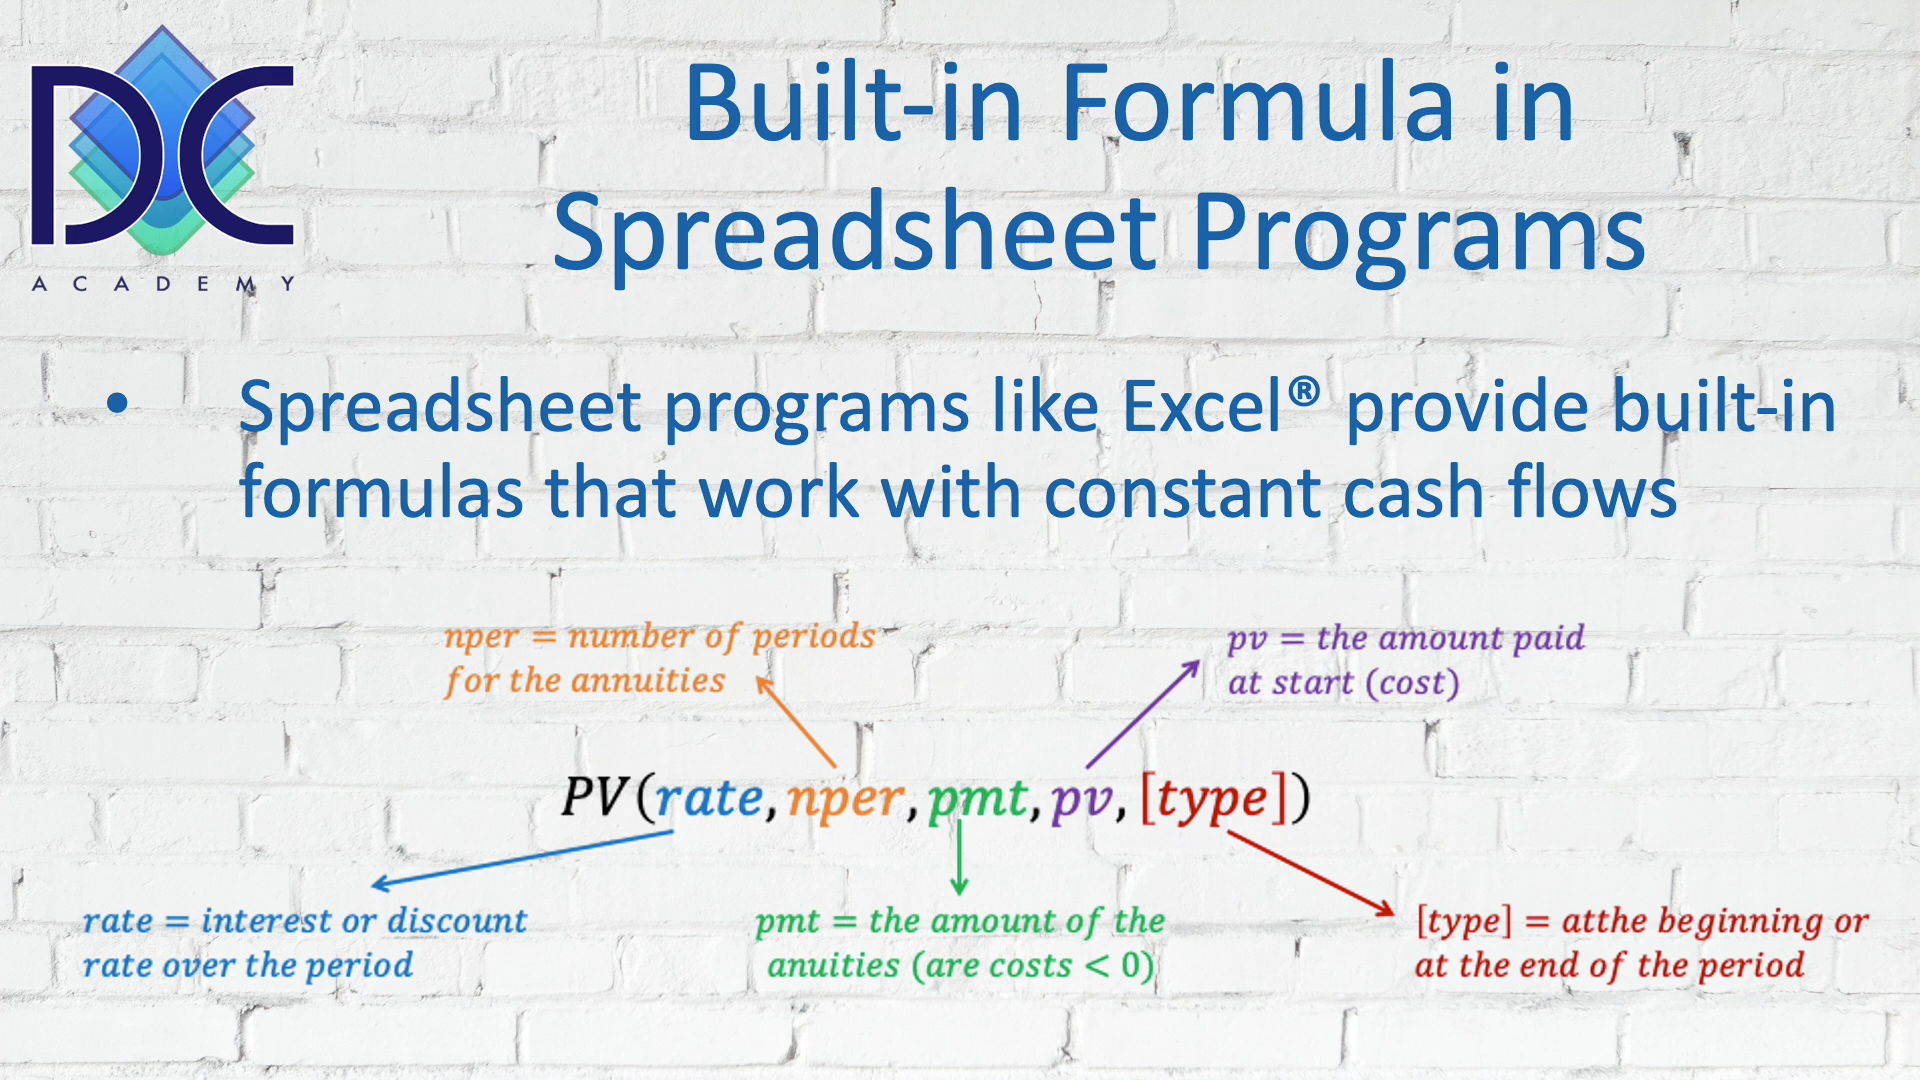 DC
ACADEMY
Built-in Formula in
Spreadsheet Programs
• Spreadsheet programs like Excel® provide built-in
formulas that work with constant cash flows
nper = number of periods
for the annuities
pv = the amount paid
at start (cost)
PV(rate, nper, pmt, pv, [type])
rate = interest or discount
rate over the period
pmt = the amount of the
anuities (are costs < 0)
[type] = atthe beginning or
at the end of the period